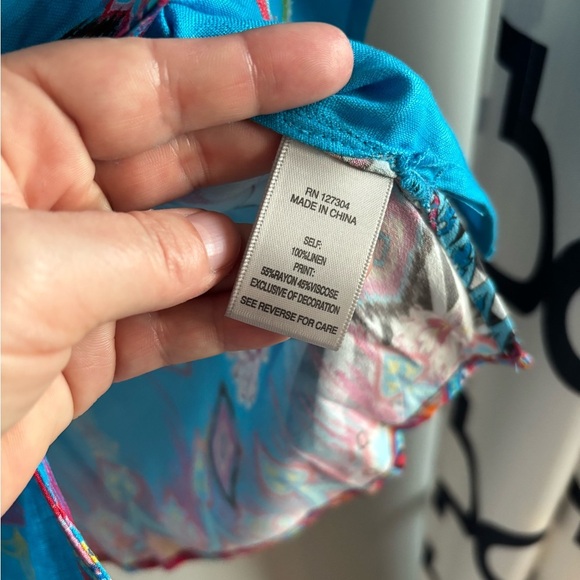 RN 127304
MADE IN CHINA
SELF:
100%LINEN
PRINT:
55%RAYON 45%VISCOSE
EXCLUSIVE OF DECORATION
SEE REVERSE FOR CARE